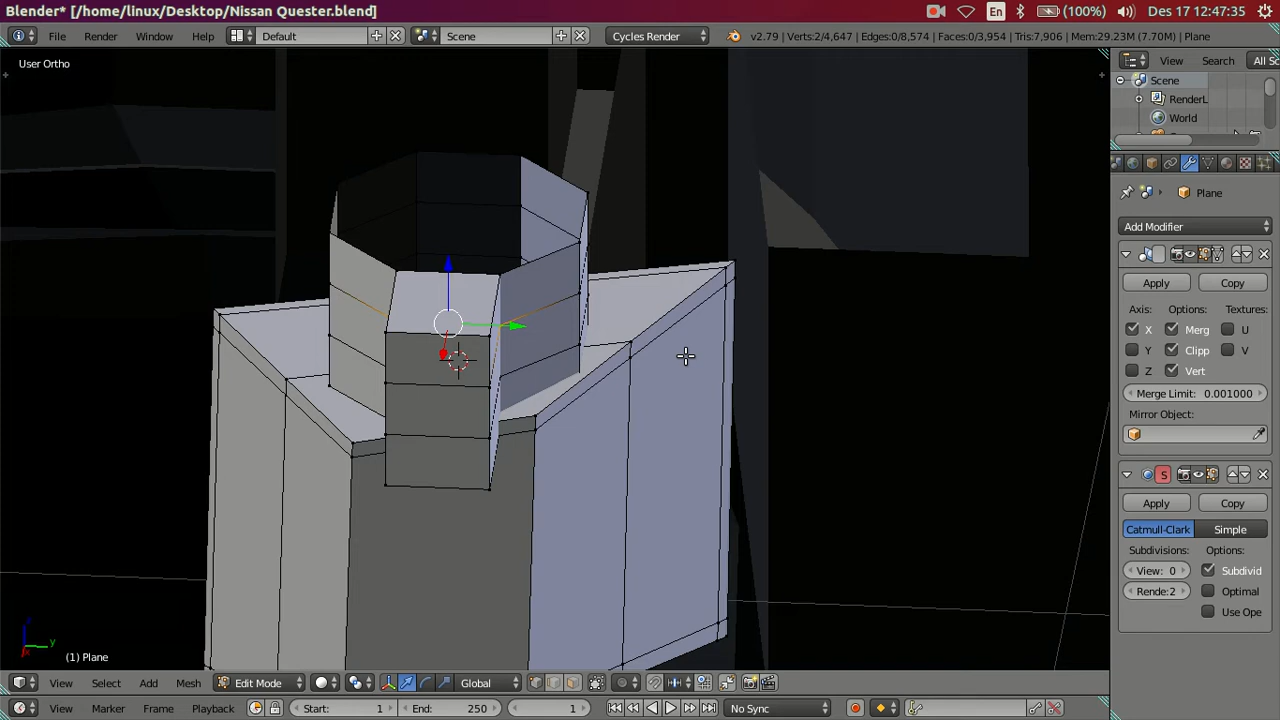 Blender* [/home/linux/Desktop/Nissan Quester.blend]
En (100%) Des 17 12:47:35
File Render Window Help Default Scene Cycles Render v2.79 | Verts:2/4,647 | Edges:0/8,574 | Faces:0/3,954 | Tris:7,906 | Mem:29.23M (7.70M) | Plane
User Ortho
View Search All Sc
Scene
RenderL
World
Plane
Add Modifier
Apply Copy
Axis: Options: Textures:
X Merg U
Y Clipp V
Z Vert
Merge Limit: 0.001000
Mirror Object:
S
Apply Copy
Catmull-Clark Simple
Subdivisions: Options:
View: 0 Subdivid
Rende:2 Optimal
Use Ope
z
y
(1) Plane
View Select Add Mesh Edit Mode Global
View Marker Frame Playback Start: 1 End: 250 1 No Sync